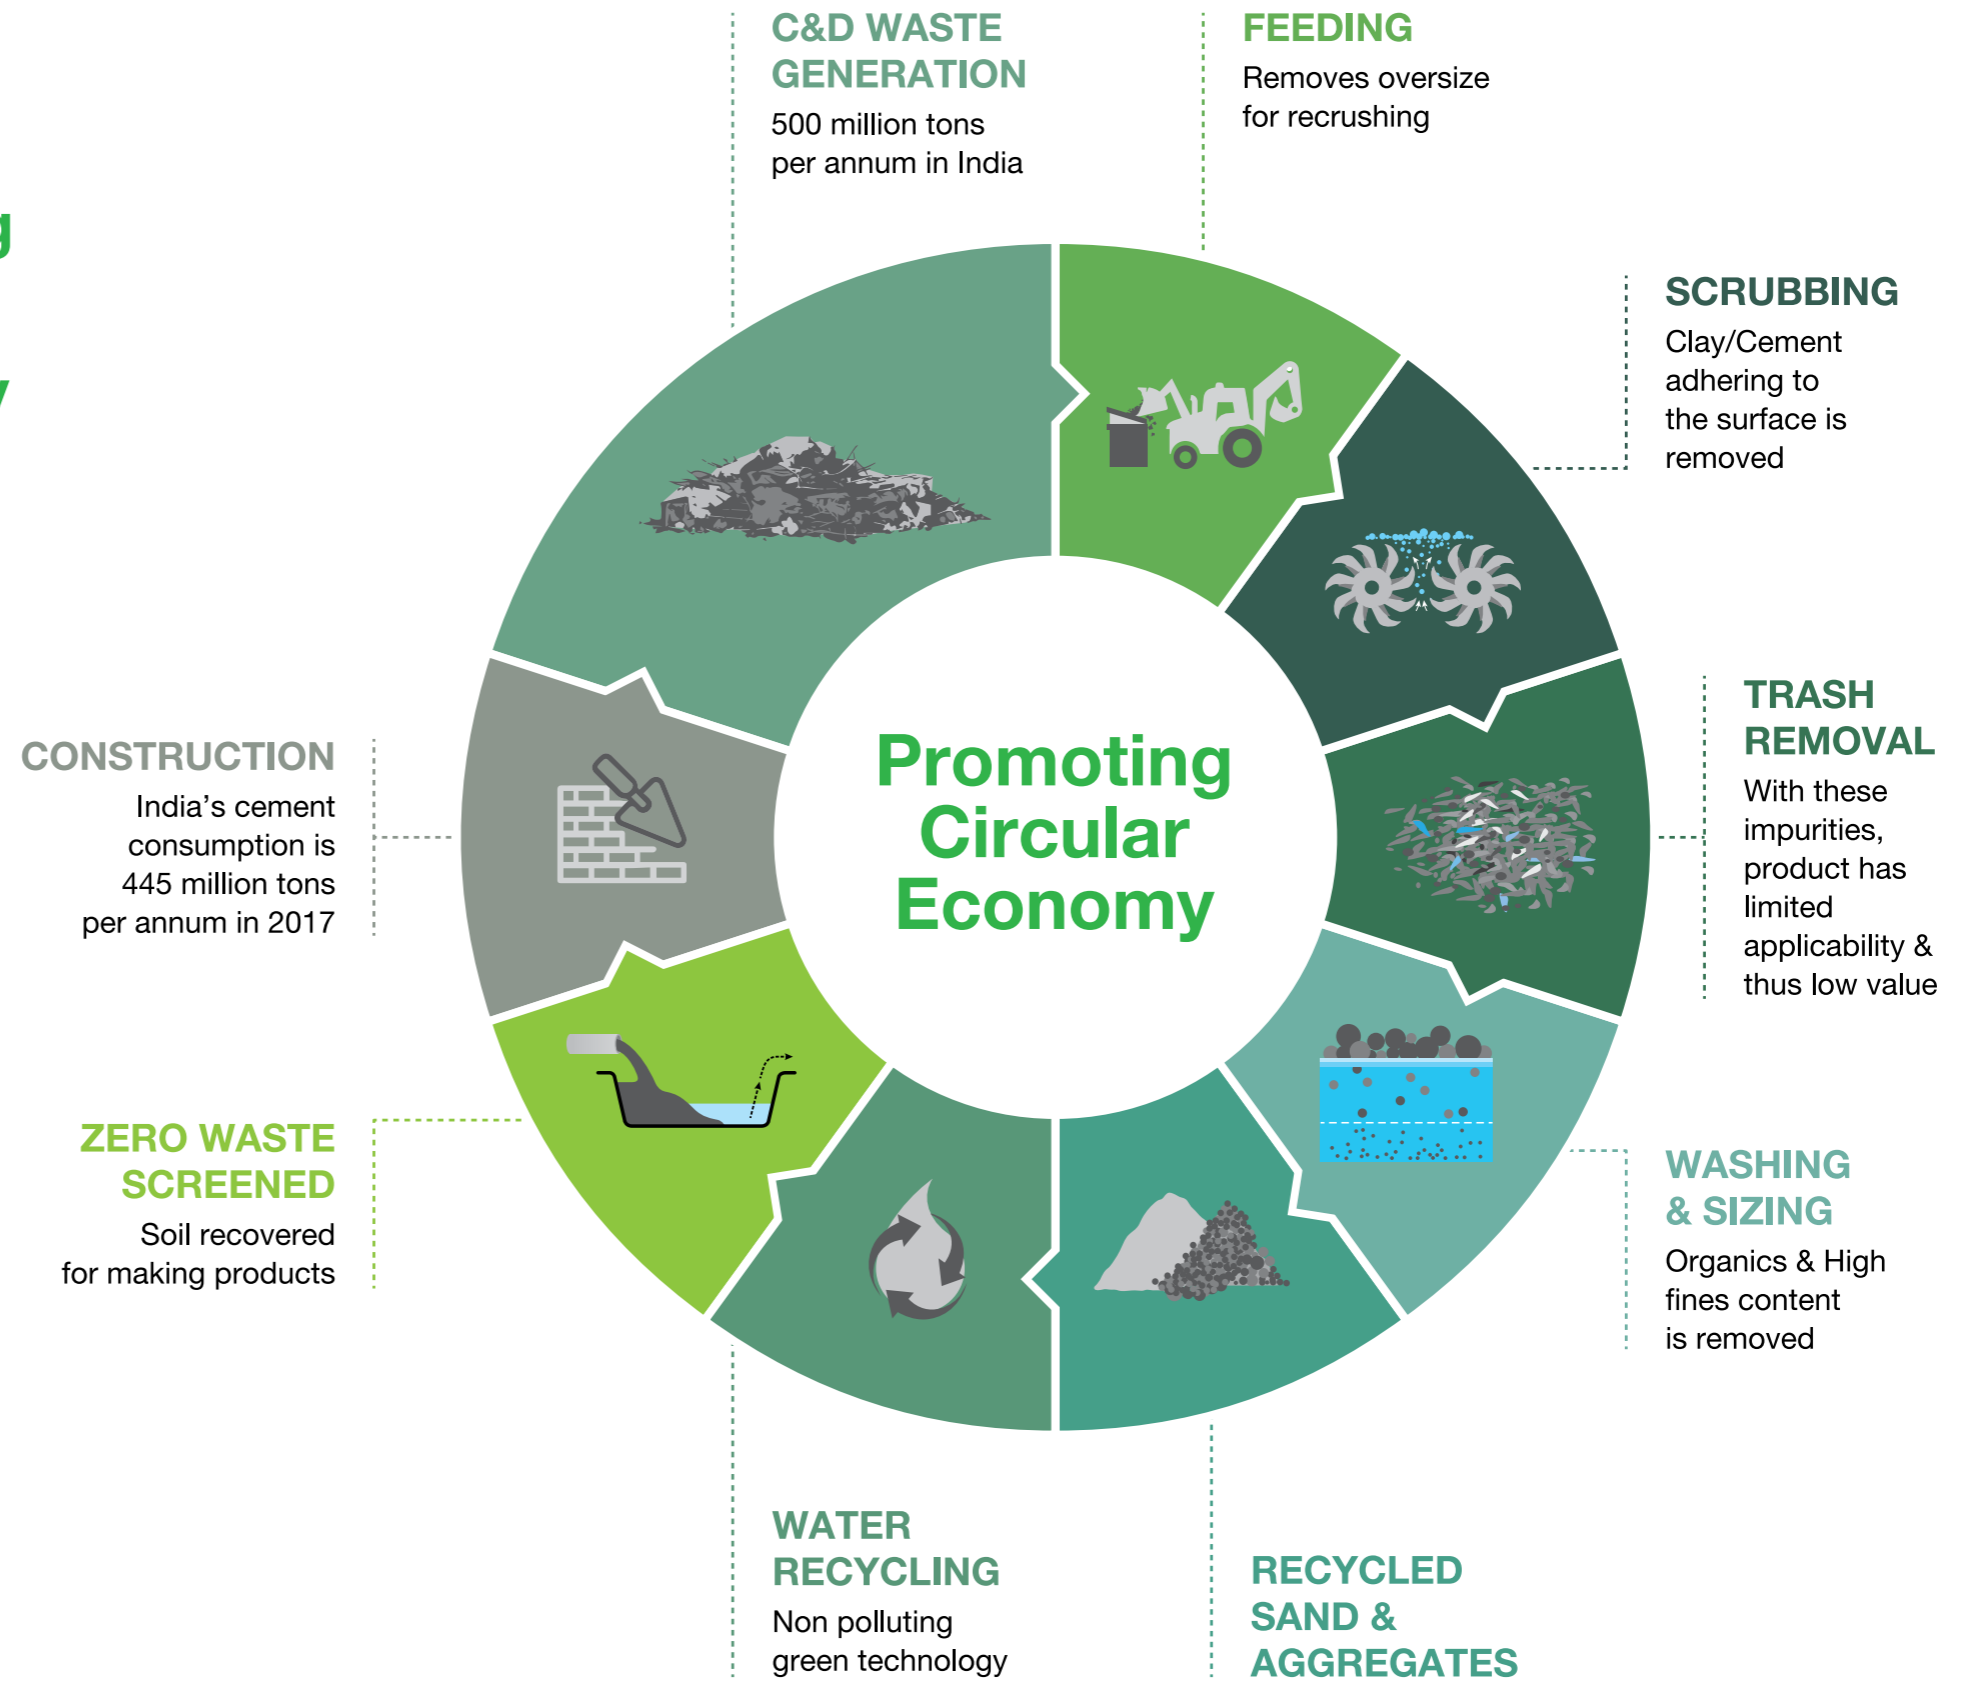 C&D WASTE
GENERATION
500 million tons
per annum in India
FEEDING
Removes oversize
for recrushing
SCRUBBING
Clay/Cement
adhering to
the surface is
removed
TRASH
REMOVAL
With these
impurities,
product has
limited
applicability &
thus low value
WASHING
& SIZING
Organics & High
fines content
is removed
RECYCLED
SAND &
AGGREGATES
WATER
RECYCLING
Non polluting
green technology
ZERO WASTE
SCREENED
Soil recovered
for making products
CONSTRUCTION
India's cement
consumption is
445 million tons
per annum in 2017
Promoting
Circular
Economy